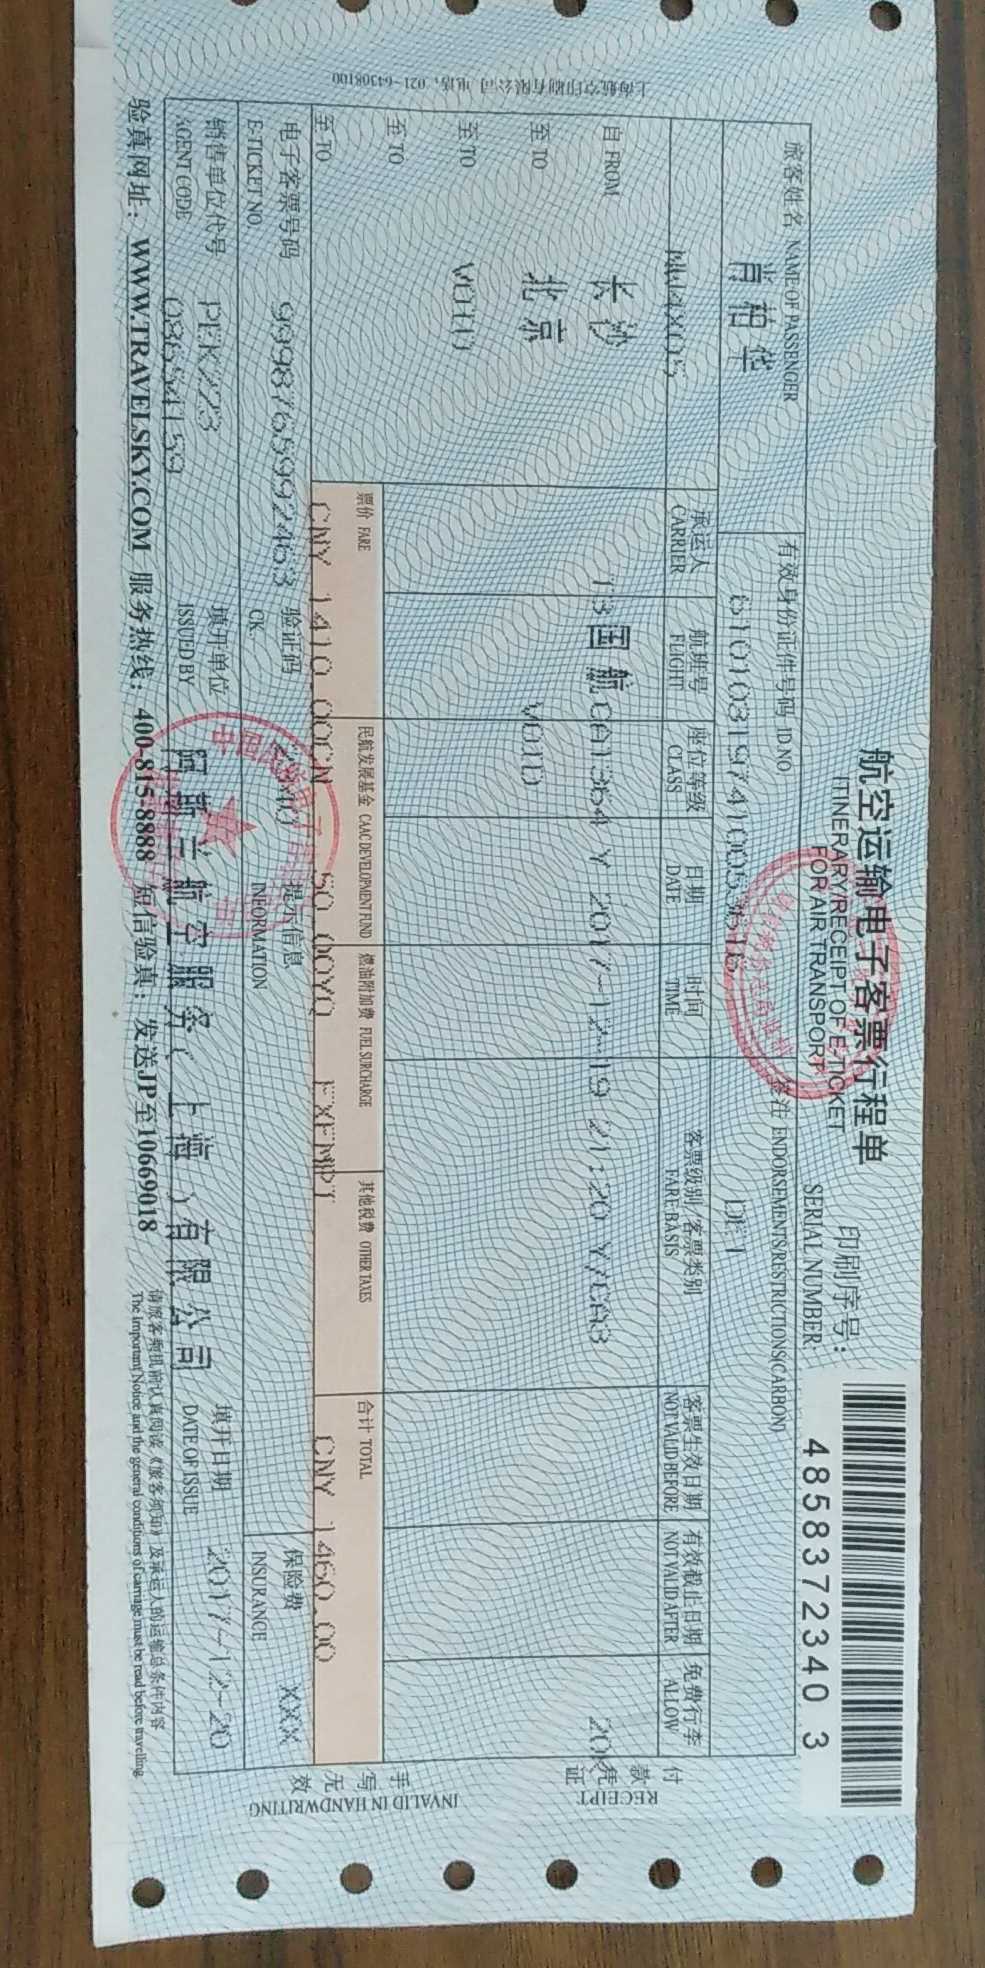 航空运输电子客票行程单
ITINERARY/RECEIPT OF E-TICKET
FOR AIR TRANSPORT
印刷序号:
SERIAL NUMBER:
48583723403
旅客姓名 NAME OF PASSENGER
有效身份证件号码 ID.NO.
签注 ENDORSEMENTS/RESTRICTIONS(CARBON)
肖柏华
DE1
承运人 CARRIER
航班号 FLIGHT
座位等级 CLASS
日期 DATE
时间 TIME
客票级别/客票类别 FARE BASIS
客票生效日期 NOT VALID BEFORE
有效截止日期 NOT VALID AFTER
免费行李 ALLOW
自 FROM 长沙 T3国航 CA1364 Y 2017-12-19 21:20 Y/CA3 20K
至 TO 北京 VOID
至 TO VOID
至 TO
至 TO
票价 FARE
民航发展基金 CAAC DEVELOPMENT FUND
燃油附加费 FUEL SURCHARGE
其他税费 OTHER TAXES
合计 TOTAL
CNY 1410.00CN 50.00YQ EXEMPT CNY 1460.00
电子客票号码 E-TICKET NO. 9998765992463
验证码 CK. 2340
提示信息 INFORMATION
保险费 INSURANCE XXX
销售单位代号 AGENT CODE PEK223 08654159
填开单位 ISSUED BY 阿斯兰航空服务(上海)有限公司
填开日期 DATE OF ISSUE 2017-12-20
验真网址: WWW.TRAVELSKY.COM 服务热线: 400-815-8888 短信验真: 发送JP至10669018
请旅客乘机前认真阅读《旅客须知》及承运人的运输总条件内容
The Important Notice and the general conditions of carriage must be read before travelling
付款凭证
RECEIPT
手写无效
INVALID IN HANDWRITING
上海航空印刷有限公司 电话: 021-64308100